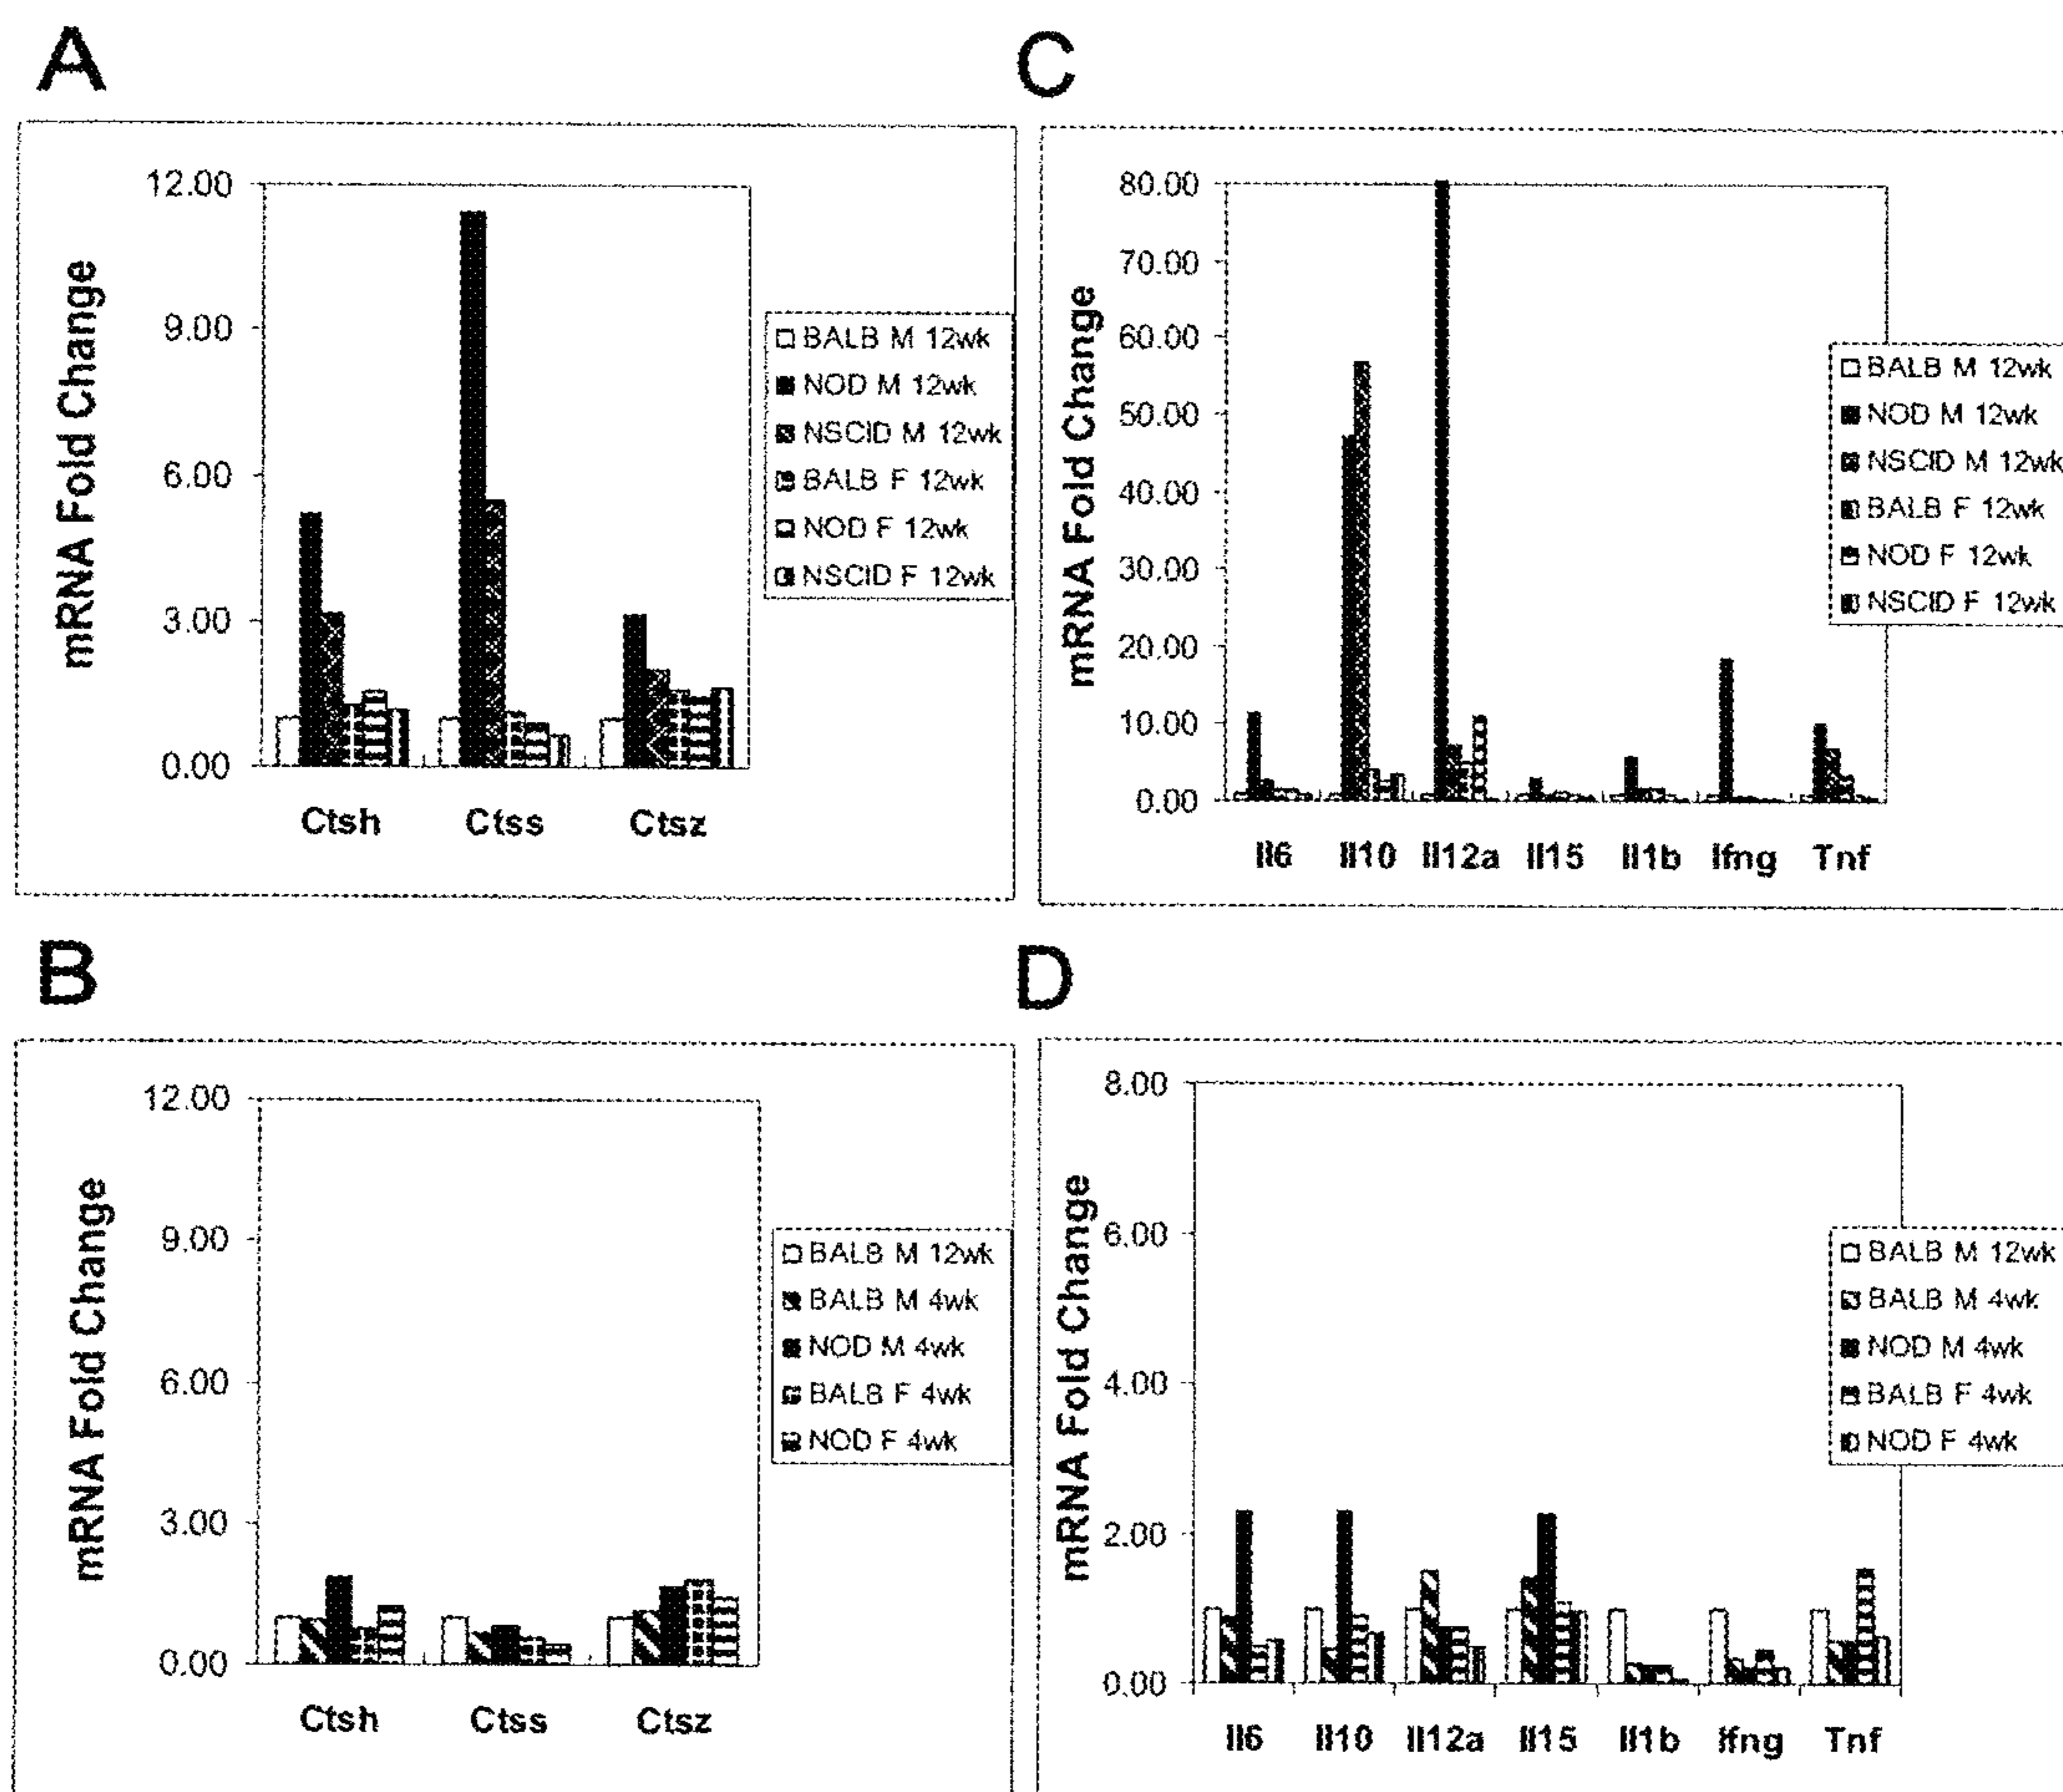 A
mRNA Fold Change
12.00
9.00
6.00
3.00
0.00
Ctsh Ctss Ctsz
BALB M 12wk
NOD M 12wk
NSCID M 12wk
BALB F 12wk
NOD F 12wk
NSCID F 12wk
C
mRNA Fold Change
80.00
70.00
60.00
50.00
40.00
30.00
20.00
10.00
0.00
Il6 Il10 Il12a Il15 Il1b Ifng Tnf
BALB M 12wk
NOD M 12wk
NSCID M 12wk
BALB F 12wk
NOD F 12wk
NSCID F 12wk
B
mRNA Fold Change
12.00
9.00
6.00
3.00
0.00
Ctsh Ctss Ctsz
BALB M 12wk
BALB M 4wk
NOD M 4wk
BALB F 4wk
NOD F 4wk
D
mRNA Fold Change
8.00
6.00
4.00
2.00
0.00
Il6 Il10 Il12a Il15 Il1b Ifng Tnf
BALB M 12wk
BALB M 4wk
NOD M 4wk
BALB F 4wk
NOD F 4wk